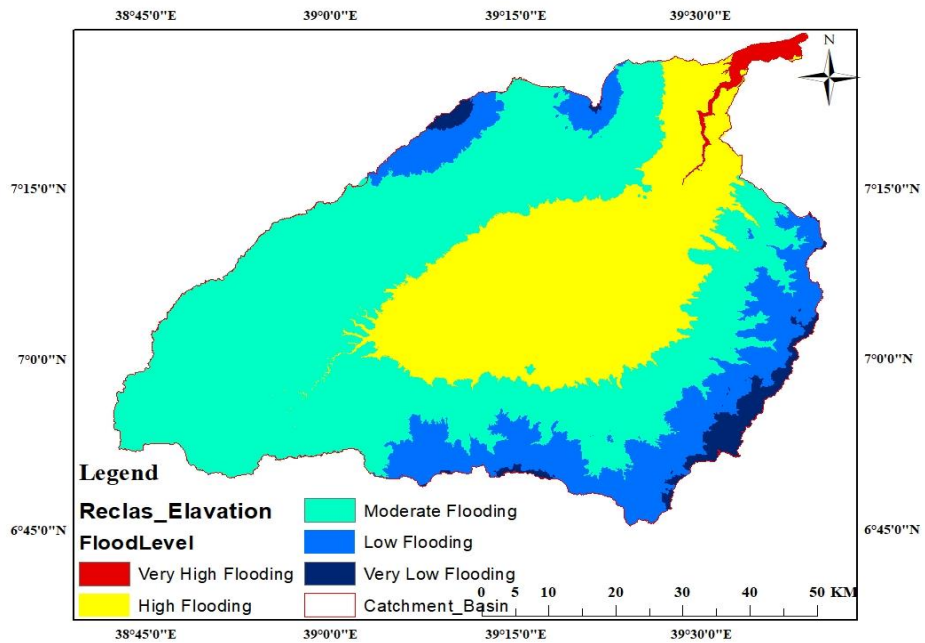 38°45'0"E 39°0'0"E 39°15'0"E 39°30'0"E
N
7°15'0"N 7°15'0"N
7°0'0"N 7°0'0"N
Legend
Reclas_Elavation
FloodLevel
Very High Flooding
High Flooding
Moderate Flooding
Low Flooding
Very Low Flooding
Catchment_Basin
6°45'0"N 6°45'0"N
0 5 10 20 30 40 50 KM
38°45'0"E 39°0'0"E 39°15'0"E 39°30'0"E